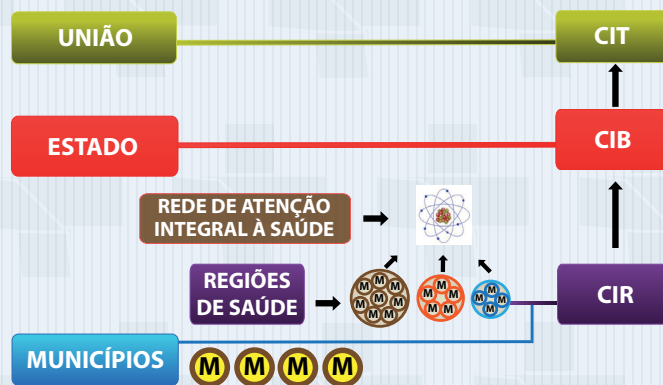 UNIÃO
CIT
ESTADO
CIB
REDE DE ATENÇÃO
INTEGRAL À SAÚDE
REGIÕES
DE SAÚDE
M M M M M M M M
M M M M M
M M M M
CIR
MUNICÍPIOS
M M M M